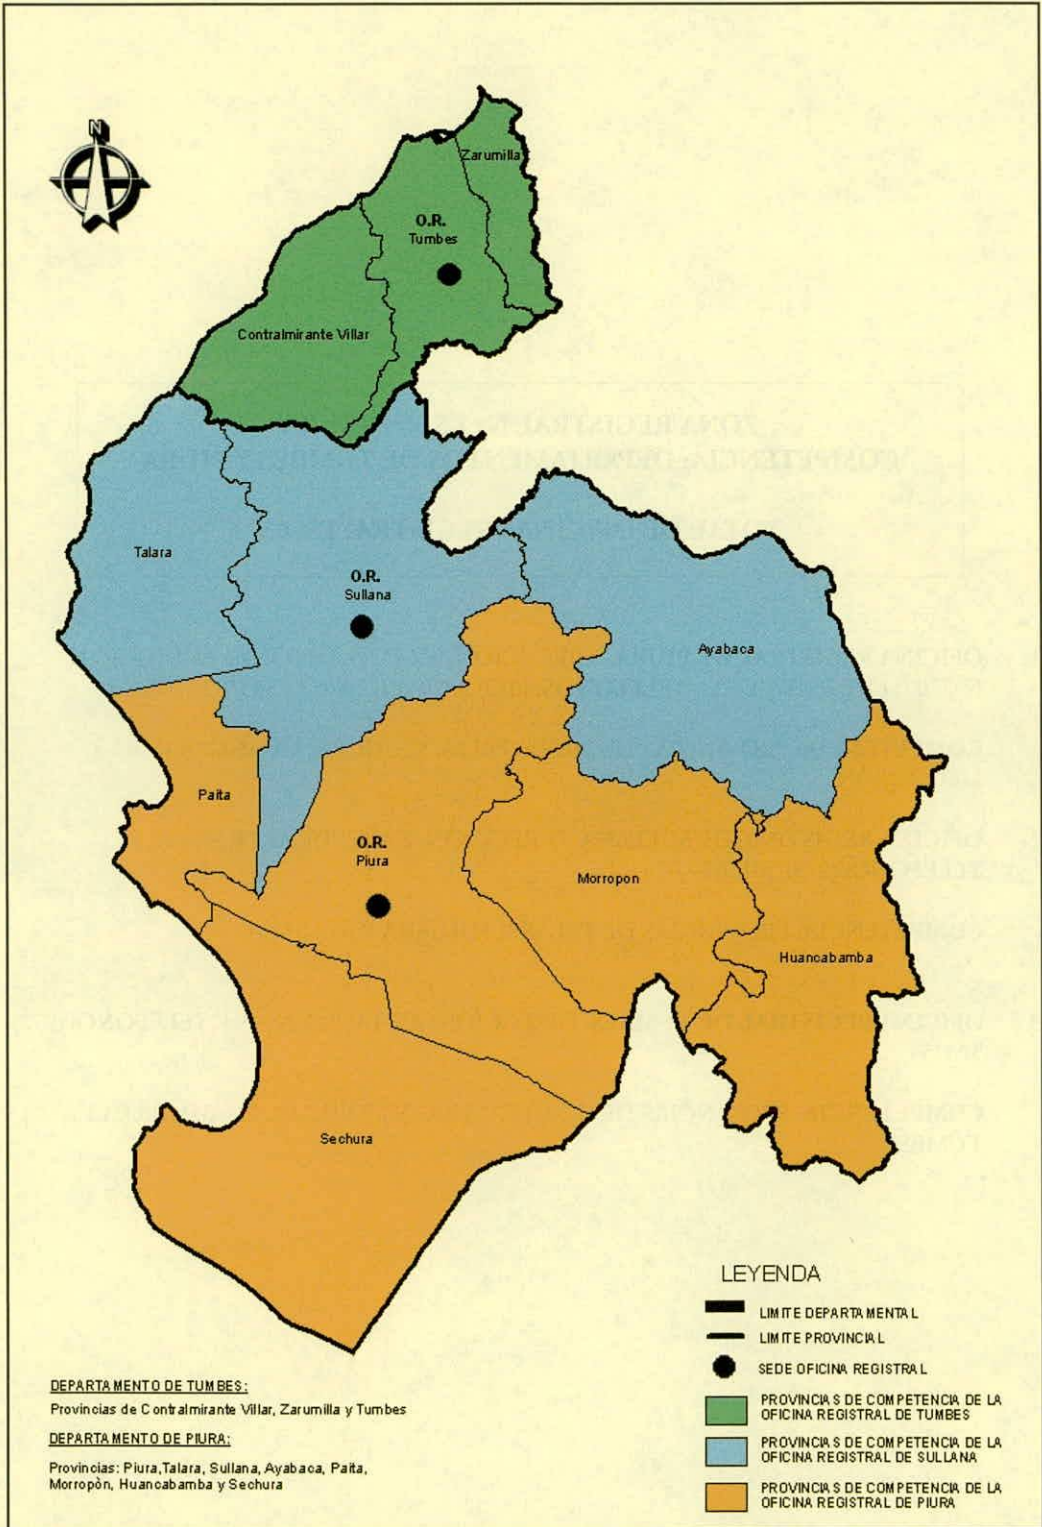 N
Zarumilla
O.R.
Tumbes
Contralmirante Villar
Talara
O.R.
Sullana
Ayabaca
Paita
O.R.
Piura
Morropon
Huancabamba
Sechura
LEYENDA
LIMITE DEPARTAMENTAL
LIMITE PROVINCIAL
SEDE OFICINA REGISTRAL
PROVINCIAS DE COMPETENCIA DE LA
OFICINA REGISTRAL DE TUMBES
PROVINCIAS DE COMPETENCIA DE LA
OFICINA REGISTRAL DE SULLANA
PROVINCIAS DE COMPETENCIA DE LA
OFICINA REGISTRAL DE PIURA
DEPARTAMENTO DE TUMBES:
Provincias de Contralmirante Villar, Zarumilla y Tumbes
DEPARTAMENTO DE PIURA:
Provincias: Piura,Talara, Sullana, Ayabaca, Paita,
Morropòn, Huancabamba y Sechura